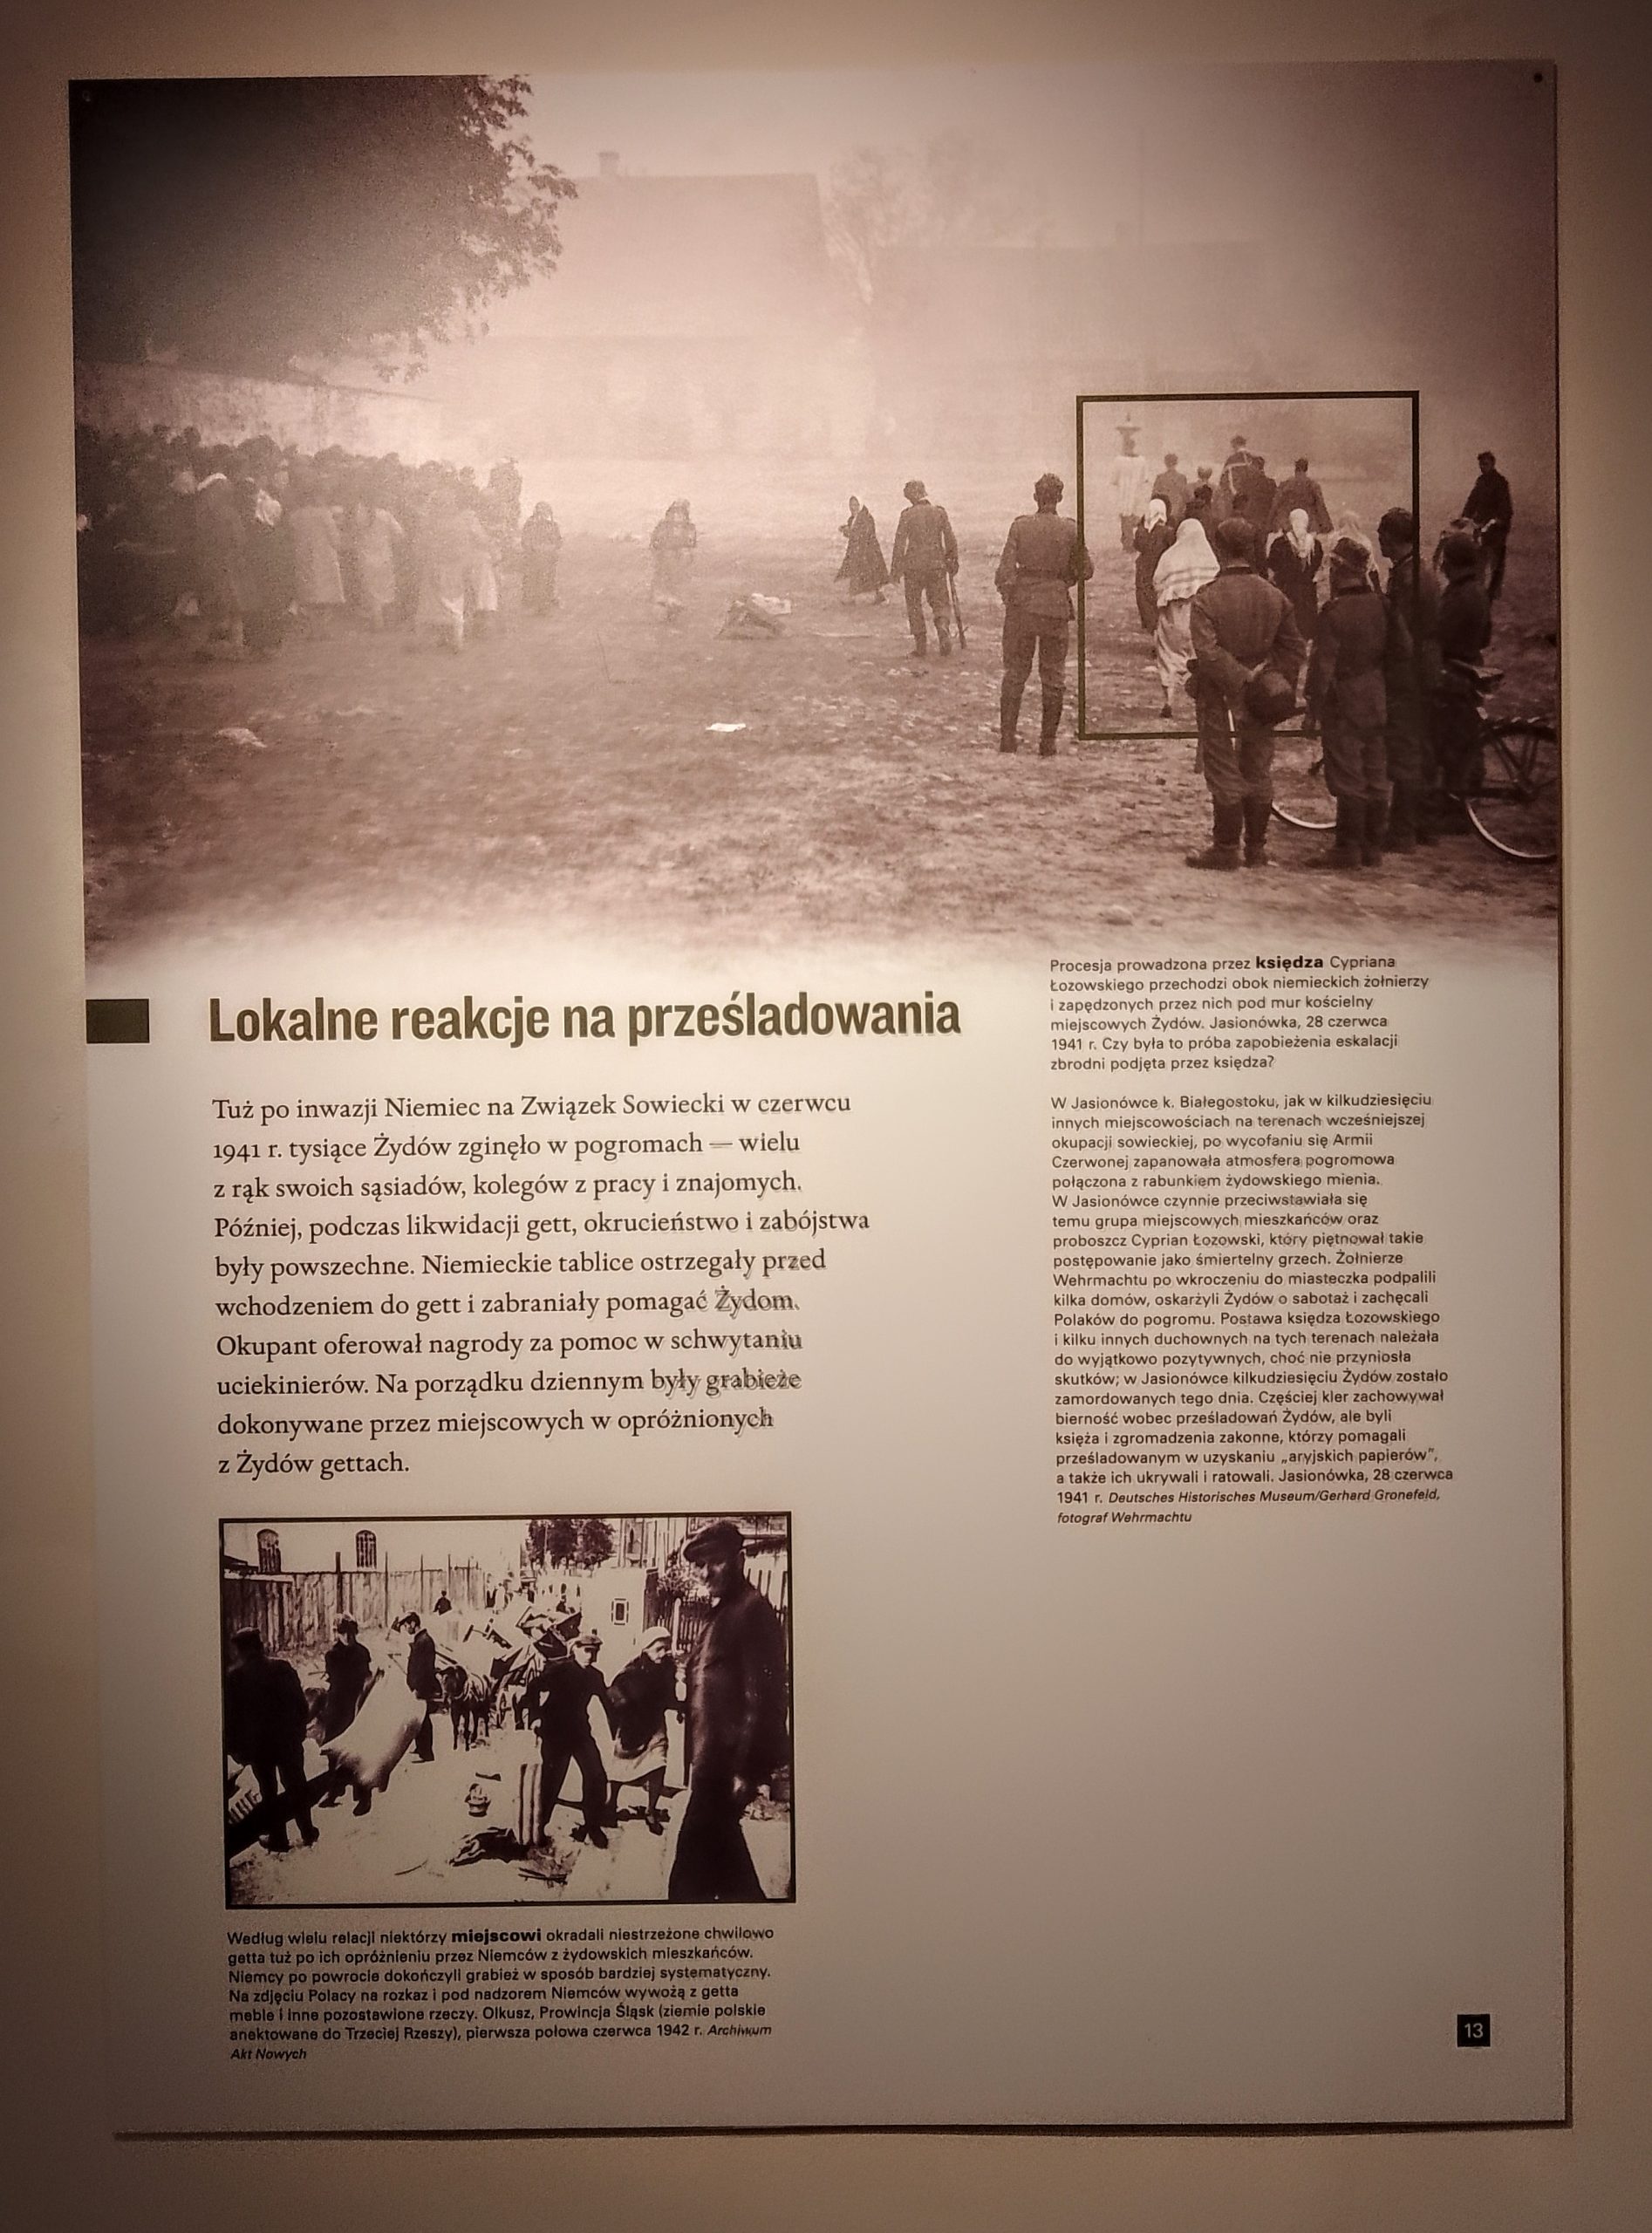 Lokalne reakcje na prześladowania
Tuż po inwazji Niemiec na Związek Sowiecki w czerwcu
1941 r. tysiące Żydów zginęło w pogromach — wielu
z rąk swoich sąsiadów, kolegów z pracy i znajomych.
Później, podczas likwidacji gett, okrucieństwo i zabójstwa
były powszechne. Niemieckie tablice ostrzegały przed
wchodzeniem do gett i zabraniały pomagać Żydom.
Okupant oferował nagrody za pomoc w schwytaniu
uciekinierów. Na porządku dziennym były grabieże
dokonywane przez miejscowych w opróżnionych
z Żydów gettach.
Według wielu relacji niektórzy miejscowi okradali niestrzeżone chwilowo
getta tuż po ich opróżnieniu przez Niemców z żydowskich mieszkańców.
Niemcy po powrocie dokończyli grabież w sposób bardziej systematyczny.
Na zdjęciu Polacy na rozkaz i pod nadzorem Niemców wywożą z getta
meble i inne pozostawione rzeczy. Olkusz, Prowincja Śląsk (ziemie polskie
anektowane do Trzeciej Rzeszy), pierwsza połowa czerwca 1942 r. Archiwum
Akt Nowych
Procesja prowadzona przez księdza Cypriana
Łozowskiego przechodzi obok niemieckich żołnierzy
i zapędzonych przez nich pod mur kościelny
miejscowych Żydów. Jasionówka, 28 czerwca
1941 r. Czy była to próba zapobieżenia eskalacji
zbrodni podjęta przez księdza?
W Jasionówce k. Białegostoku, jak w kilkudziesięciu
innych miejscowościach na terenach wcześniejszej
okupacji sowieckiej, po wycofaniu się Armii
Czerwonej zapanowała atmosfera pogromowa
połączona z rabunkiem żydowskiego mienia.
W Jasionówce czynnie przeciwstawiała się
temu grupa miejscowych mieszkańców oraz
proboszcz Cyprian Łozowski, który piętnował takie
postępowanie jako śmiertelny grzech. Żołnierze
Wehrmachtu po wkroczeniu do miasteczka podpalili
kilka domów, oskarżyli Żydów o sabotaż i zachęcali
Polaków do pogromu. Postawa księdza Łozowskiego
i kilku innych duchownych na tych terenach należała
do wyjątkowo pozytywnych, choć nie przyniosła
skutków; w Jasionówce kilkudziesięciu Żydów zostało
zamordowanych tego dnia. Częściej kler zachowywał
bierność wobec prześladowań Żydów, ale byli
księża i zgromadzenia zakonne, którzy pomagali
prześladowanym w uzyskaniu „aryjskich papierów”,
a także ich ukrywali i ratowali. Jasionówka, 28 czerwca
1941 r. Deutsches Historisches Museum/Gerhard Gronefeld,
fotograf Wehrmachtu
13